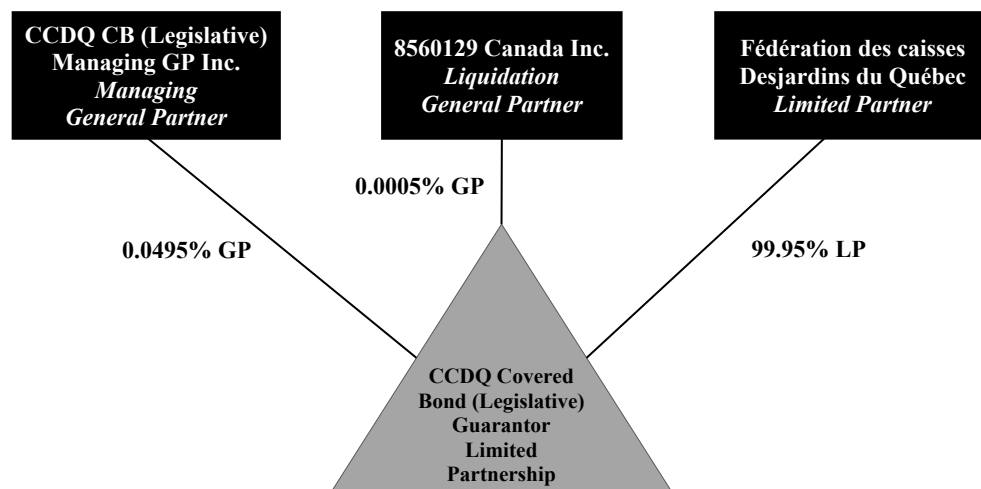 CCDQ CB (Legislative)
Managing GP Inc.
Managing
General Partner
8560129 Canada Inc.
Liquidation
General Partner
Fédération des caisses
Desjardins du Québec
Limited Partner
0.0005% GP
0.0495% GP
99.95% LP
CCDQ Covered
Bond (Legislative)
Guarantor
Limited
Partnership